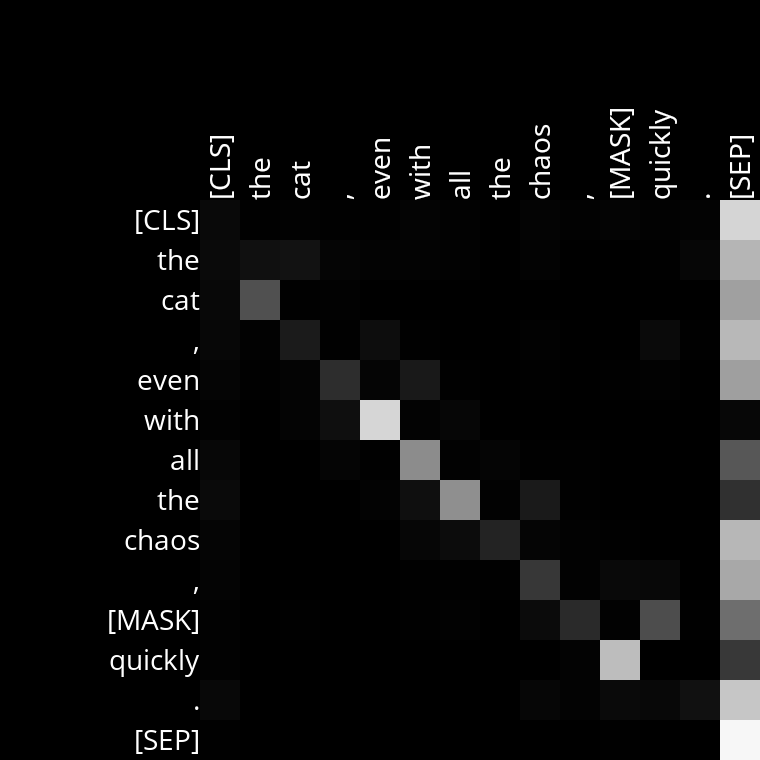 [CLS] the cat , even with all the chaos , [MASK] quickly . [SEP]
[CLS]
the
cat
,
even
with
all
the
chaos
,
[MASK]
quickly
.
[SEP]